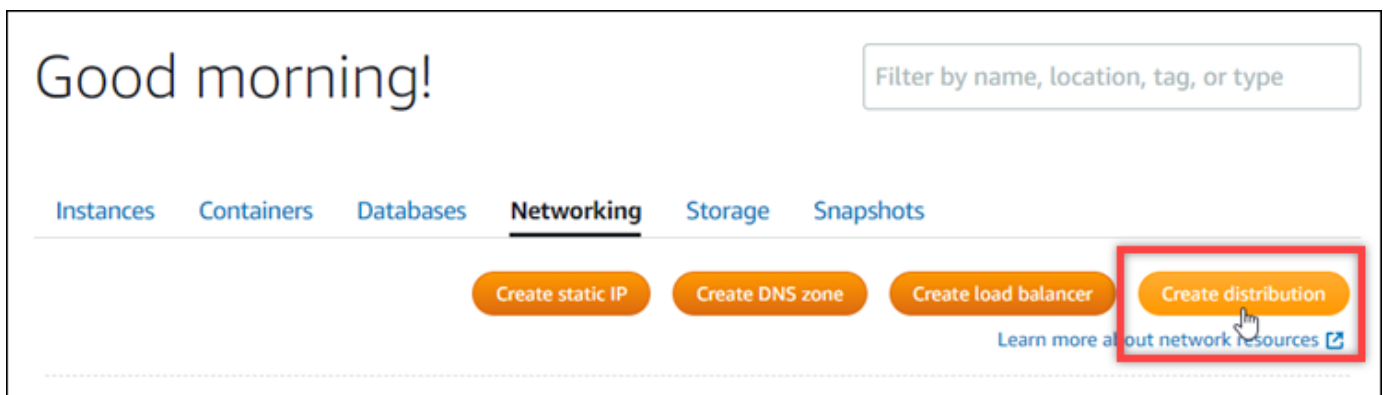 Good morning!
Filter by name, location, tag, or type
Instances Containers Databases Networking Storage Snapshots
Create static IP Create DNS zone Create load balancer Create distribution
Learn more about network resources